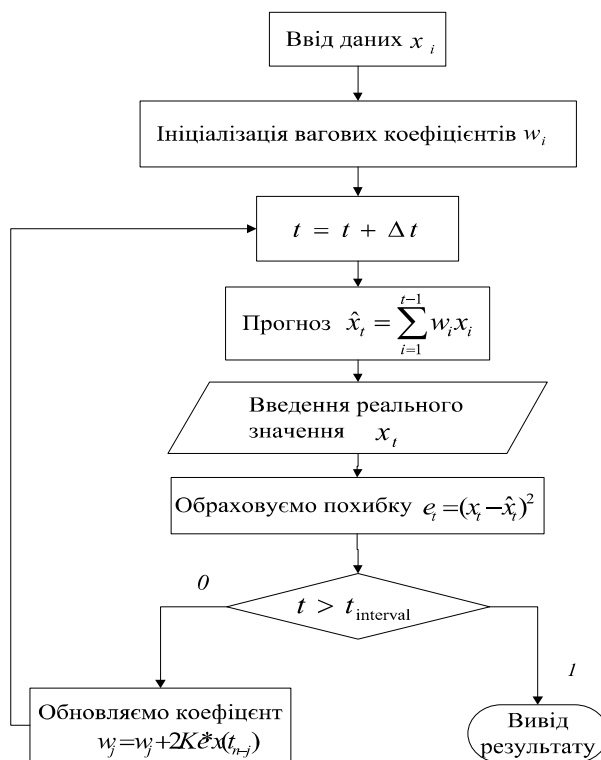 Ввід даних x_i
Ініціалізація вагових коефіцієнтів w_i
t = t + Δt
Прогноз x̂_t = ∑_{i=1}^{t−1} w_i x_i
Введення реального
значення x_t
Обраховуємо похибку e_t=(x_t−x̂_t)²
t > t_interval
0
1
Обновляємо коефіцєнт
w_j=w_j+2Ke*x(t_{n−j})
Вивід
результату